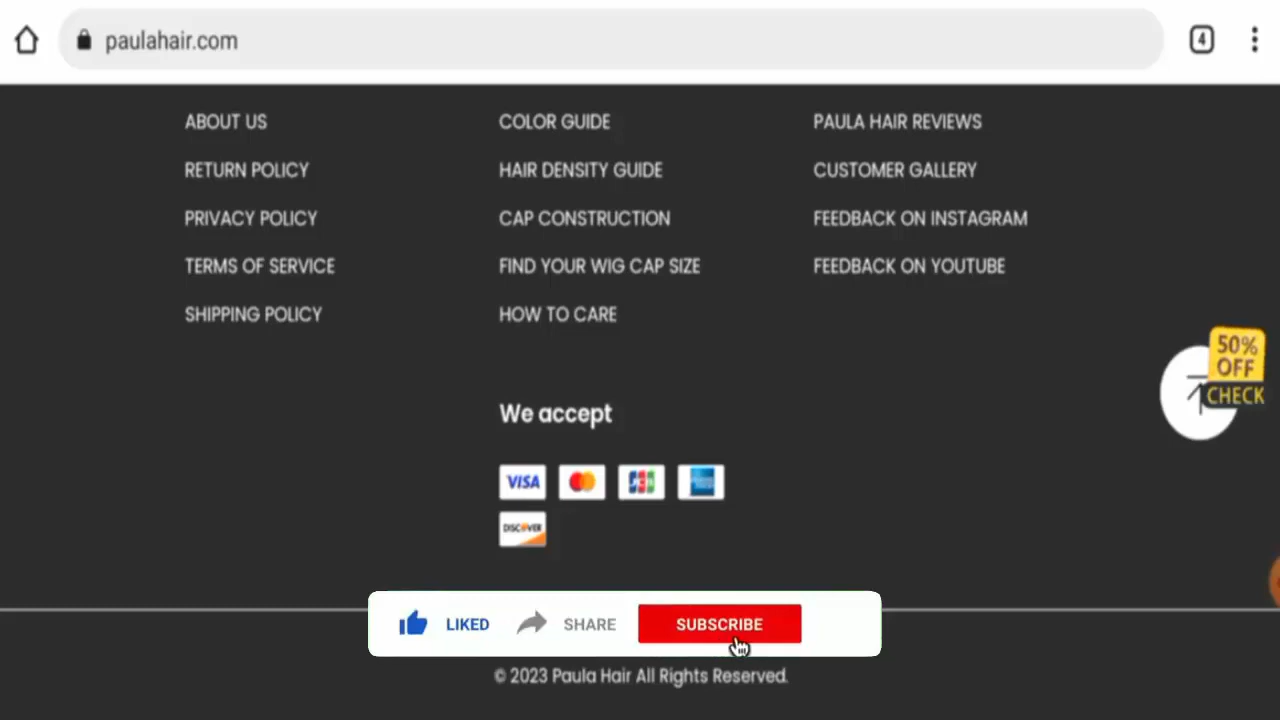 paulahair.com
4
ABOUT US
RETURN POLICY
PRIVACY POLICY
TERMS OF SERVICE
SHIPPING POLICY
COLOR GUIDE
HAIR DENSITY GUIDE
CAP CONSTRUCTION
FIND YOUR WIG CAP SIZE
HOW TO CARE
PAULA HAIR REVIEWS
CUSTOMER GALLERY
FEEDBACK ON INSTAGRAM
FEEDBACK ON YOUTUBE
50%
OFF
CHECK
We accept
VISA
JCB
DISCOVER
LIKED
SHARE
SUBSCRIBE
© 2023 Paula Hair All Rights Reserved.